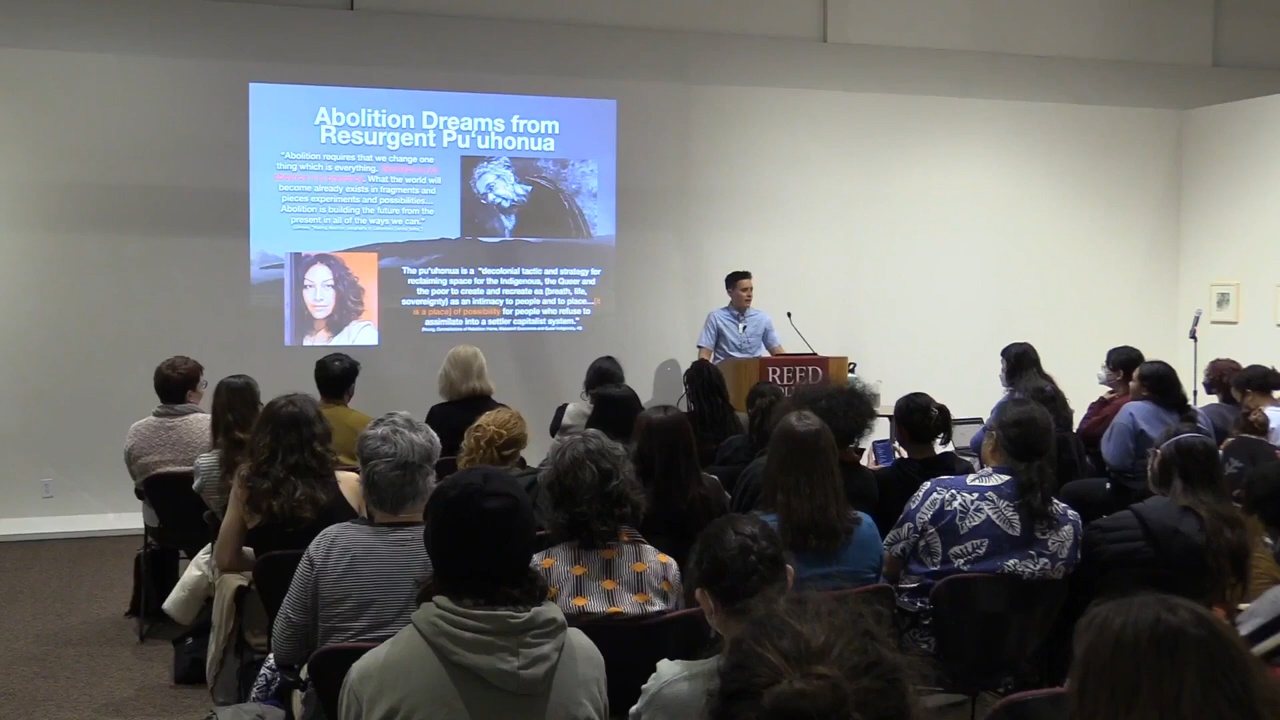 Abolition Dreams from
Resurgent Puʻuhonua
"Abolition requires that we change one
thing which is everything.
What the world will
become already exists in fragments and
pieces experiments and possibilities...
Abolition is building the future from the
present in all of the ways we can."
The puʻuhonua is a "decolonial tactic and strategy for
reclaiming space for the Indigenous, the Queer and
the poor to create and recreate ea (breath, life,
sovereignty) as an intimacy to people and to place...[it
is a place] of possibility for people who refuse to
assimilate into a settler capitalist system."
REED